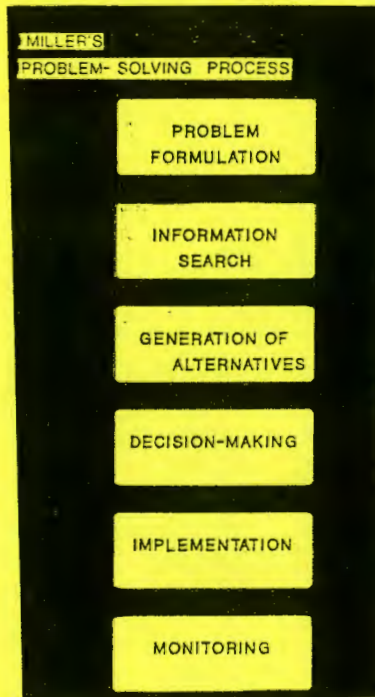 MILLER'S
PROBLEM-SOLVING PROCESS
PROBLEM
FORMULATION
INFORMATION
SEARCH
GENERATION OF
ALTERNATIVES
DECISION-MAKING
IMPLEMENTATION
MONITORING